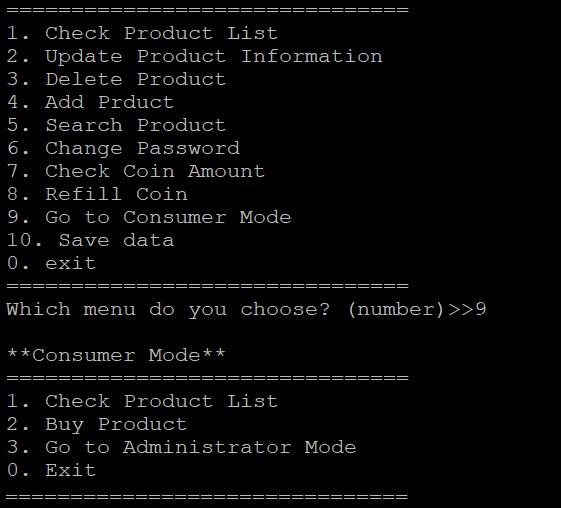 ===============================
1. Check Product List
2. Update Product Information
3. Delete Product
4. Add Prduct
5. Search Product
6. Change Password
7. Check Coin Amount
8. Refill Coin
9. Go to Consumer Mode
10. Save data
0. exit
===============================
Which menu do you choose? (number)>>9
**Consumer Mode**
===============================
1. Check Product List
2. Buy Product
3. Go to Administrator Mode
0. Exit
===============================